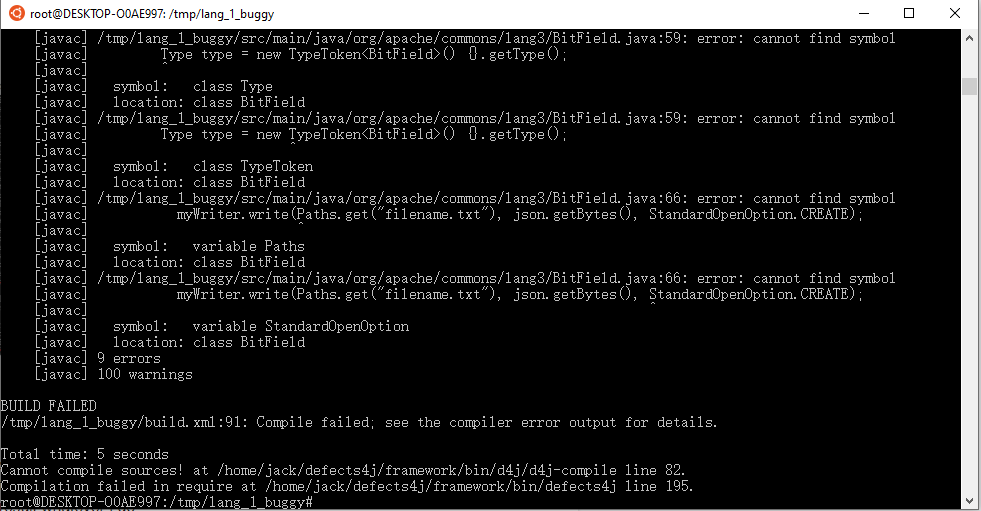 root@DESKTOP-O0AE997: /tmp/lang_1_buggy
[javac] /tmp/lang_1_buggy/src/main/java/org/apache/commons/lang3/BitField.java:59: error: cannot find symbol
[javac]         Type type = new TypeToken<BitField>() {}.getType();
[javac]         ^
[javac]   symbol:   class Type
[javac]   location: class BitField
[javac] /tmp/lang_1_buggy/src/main/java/org/apache/commons/lang3/BitField.java:59: error: cannot find symbol
[javac]         Type type = new TypeToken<BitField>() {}.getType();
[javac]                         ^
[javac]   symbol:   class TypeToken
[javac]   location: class BitField
[javac] /tmp/lang_1_buggy/src/main/java/org/apache/commons/lang3/BitField.java:66: error: cannot find symbol
[javac]           myWriter.write(Paths.get("filename.txt"), json.getBytes(), StandardOpenOption.CREATE);
[javac]                          ^
[javac]   symbol:   variable Paths
[javac]   location: class BitField
[javac] /tmp/lang_1_buggy/src/main/java/org/apache/commons/lang3/BitField.java:66: error: cannot find symbol
[javac]           myWriter.write(Paths.get("filename.txt"), json.getBytes(), StandardOpenOption.CREATE);
[javac]                                                                      ^
[javac]   symbol:   variable StandardOpenOption
[javac]   location: class BitField
[javac] 9 errors
[javac] 100 warnings
BUILD FAILED
/tmp/lang_1_buggy/build.xml:91: Compile failed; see the compiler error output for details.
Total time: 5 seconds
Cannot compile sources! at /home/jack/defects4j/framework/bin/d4j/d4j-compile line 82.
Compilation failed in require at /home/jack/defects4j/framework/bin/defects4j line 195.
root@DESKTOP-O0AE997:/tmp/lang_1_buggy#